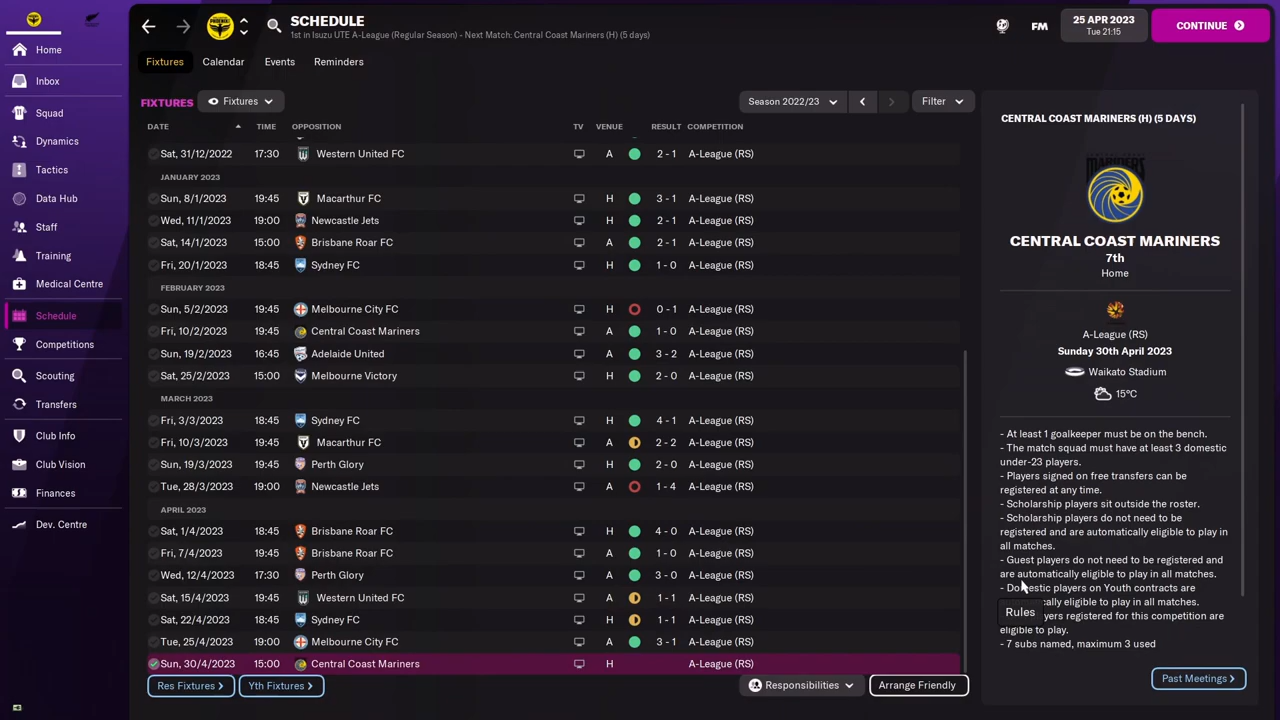 SCHEDULE
1st in Isuzu UTE A-League (Regular Season) - Next Match: Central Coast Mariners (H) (5 days)
FM
25 APR 2023
Tue 21:15
CONTINUE
Home
Inbox
Squad
Dynamics
Tactics
Data Hub
Staff
Training
Medical Centre
Schedule
Competitions
Scouting
Transfers
Club Info
Club Vision
Finances
Dev. Centre
Fixtures Calendar Events Reminders
FIXTURES Fixtures Season 2022/23 Filter
DATE TIME OPPOSITION TV VENUE RESULT COMPETITION
Sat, 31/12/2022 17:30 Western United FC A 2 - 1 A-League (RS)
JANUARY 2023
Sun, 8/1/2023 19:45 Macarthur FC H 3 - 1 A-League (RS)
Wed, 11/1/2023 19:00 Newcastle Jets H 2 - 1 A-League (RS)
Sat, 14/1/2023 15:00 Brisbane Roar FC A 2 - 1 A-League (RS)
Fri, 20/1/2023 18:45 Sydney FC H 1 - 0 A-League (RS)
FEBRUARY 2023
Sun, 5/2/2023 19:45 Melbourne City FC H 0 - 1 A-League (RS)
Fri, 10/2/2023 19:45 Central Coast Mariners A 1 - 0 A-League (RS)
Sun, 19/2/2023 16:45 Adelaide United A 3 - 2 A-League (RS)
Sat, 25/2/2023 15:00 Melbourne Victory H 2 - 0 A-League (RS)
MARCH 2023
Fri, 3/3/2023 18:45 Sydney FC H 4 - 1 A-League (RS)
Fri, 10/3/2023 19:45 Macarthur FC A 2 - 2 A-League (RS)
Sun, 19/3/2023 19:45 Perth Glory H 2 - 0 A-League (RS)
Tue, 28/3/2023 19:00 Newcastle Jets A 1 - 4 A-League (RS)
APRIL 2023
Sat, 1/4/2023 18:45 Brisbane Roar FC H 4 - 0 A-League (RS)
Fri, 7/4/2023 19:45 Brisbane Roar FC A 1 - 0 A-League (RS)
Wed, 12/4/2023 17:30 Perth Glory A 3 - 0 A-League (RS)
Sat, 15/4/2023 19:45 Western United FC A 1 - 1 A-League (RS)
Sat, 22/4/2023 18:45 Sydney FC H 1 - 1 A-League (RS)
Tue, 25/4/2023 19:00 Melbourne City FC A 3 - 1 A-League (RS)
Sun, 30/4/2023 15:00 Central Coast Mariners H A-League (RS)
Res Fixtures Yth Fixtures Responsibilities Arrange Friendly
CENTRAL COAST MARINERS (H) (5 DAYS)
MARINERS
CENTRAL COAST MARINERS
7th
Home
A-League (RS)
Sunday 30th April 2023
Waikato Stadium
15°C
- At least 1 goalkeeper must be on the bench.
- The match squad must have at least 3 domestic
under-23 players.
- Players signed on free transfers can be
registered at any time.
- Scholarship players sit outside the roster.
- Scholarship players do not need to be
registered and are automatically eligible to play in
all matches.
- Guest players do not need to be registered and
are automatically eligible to play in all matches.
- Domestic players on Youth contracts are
cally eligible to play in all matches.
Rules
yers registered for this competition are
eligible to play.
- 7 subs named, maximum 3 used
Past Meetings